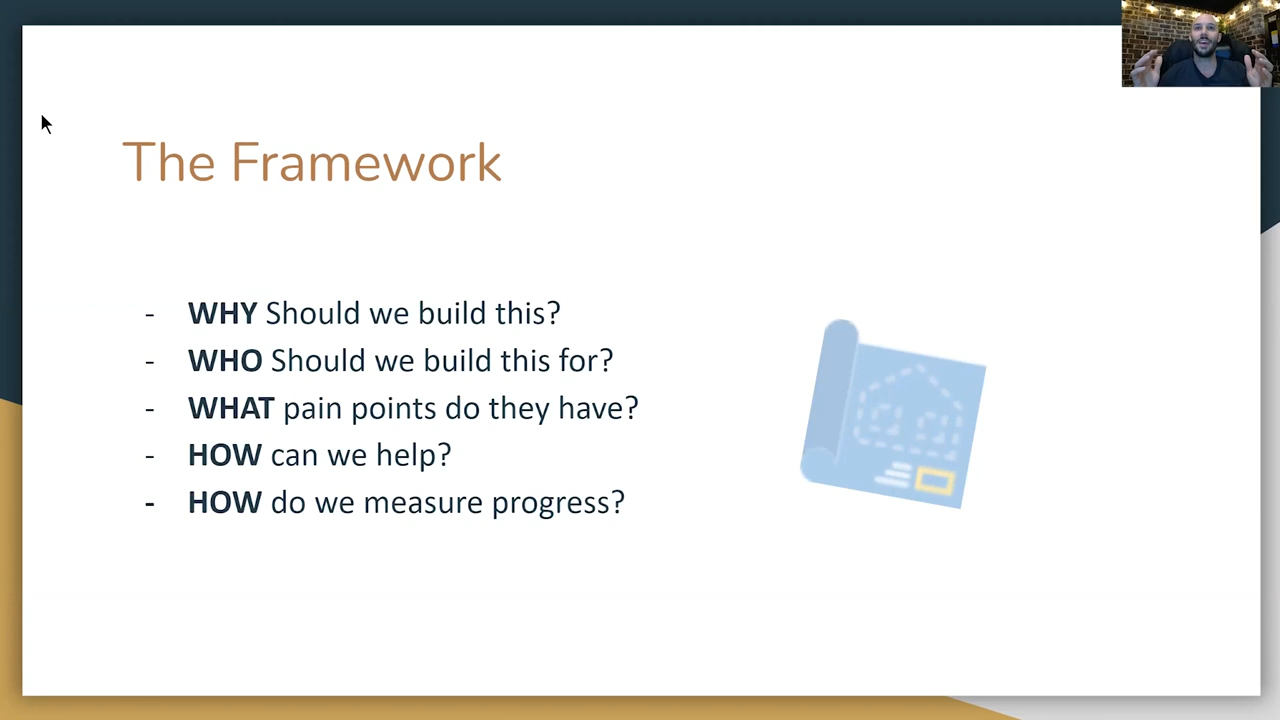 The Framework
- WHY Should we build this?
- WHO Should we build this for?
- WHAT pain points do they have?
- HOW can we help?
- HOW do we measure progress?